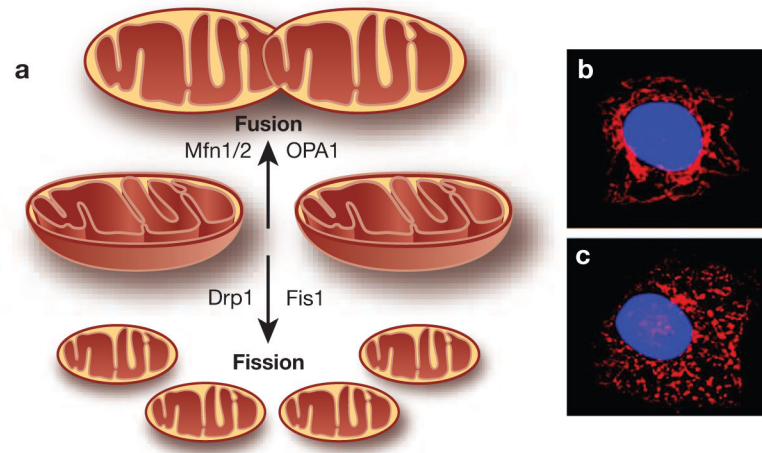 a
Fusion
Mfn1/2 OPA1
Drp1 Fis1
Fission
b
c